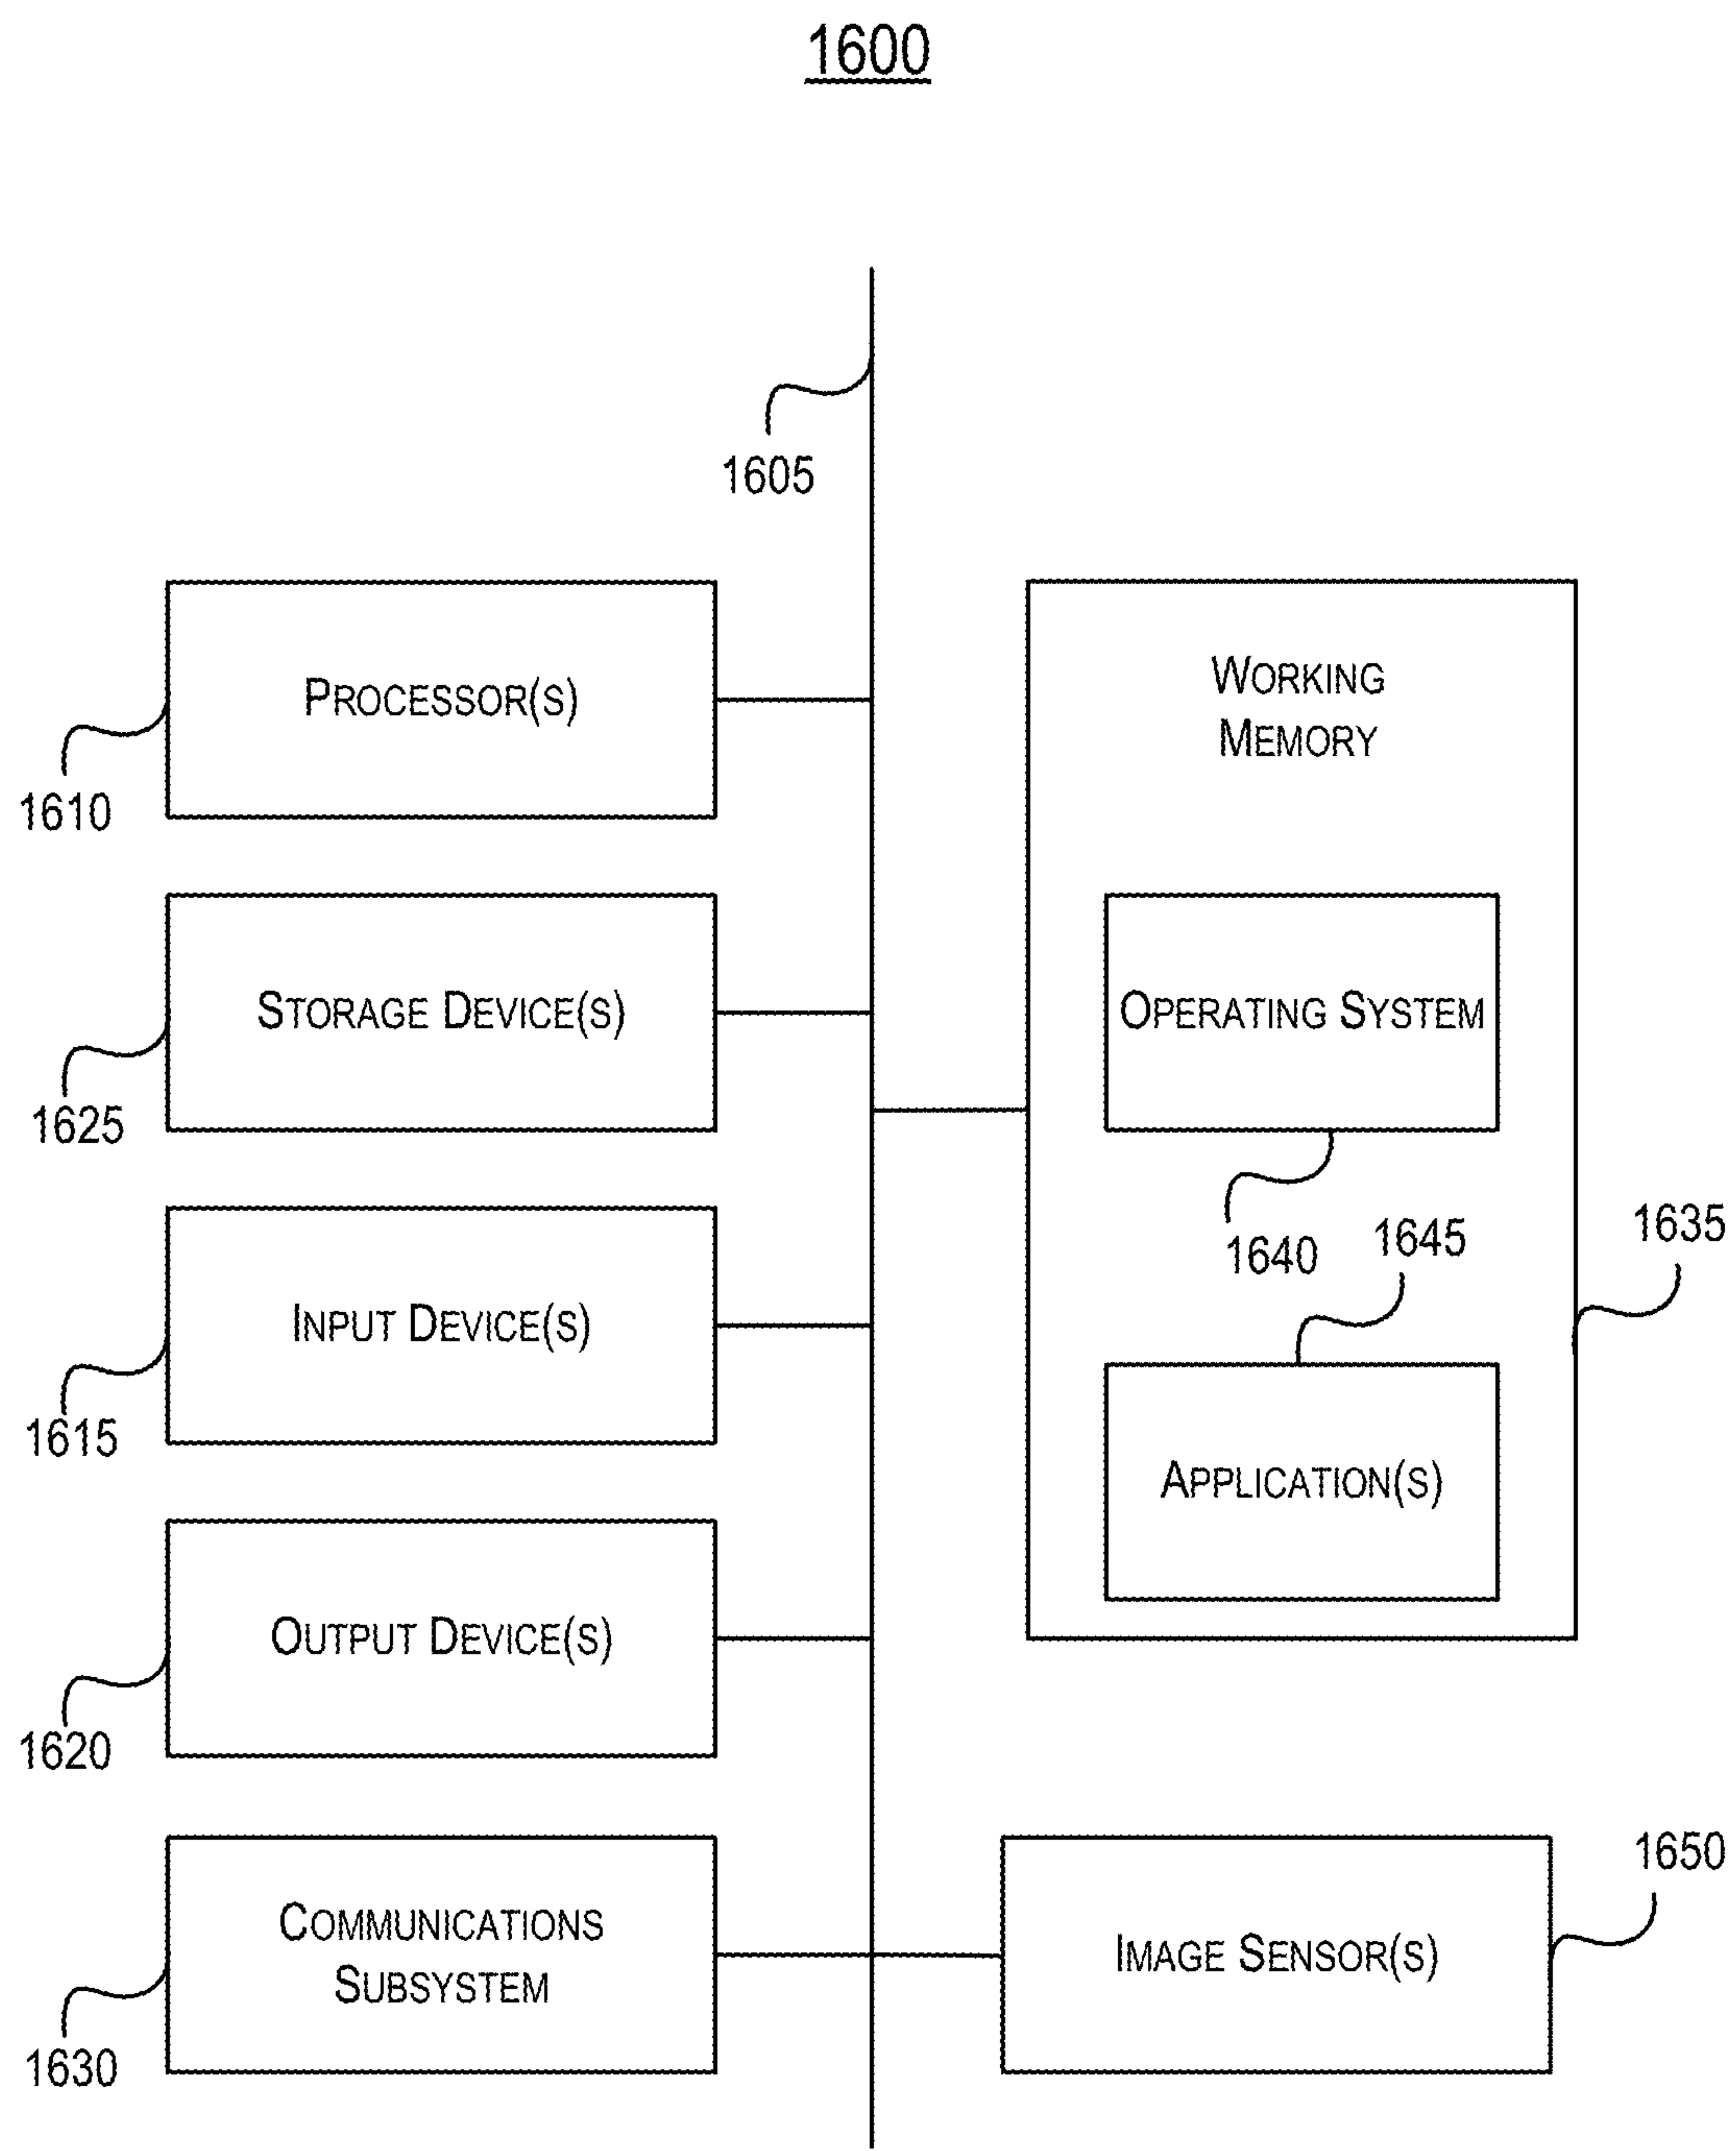 1600
1605
PROCESSOR(S)
1610
STORAGE DEVICE(S)
1625
INPUT DEVICE(S)
1615
OUTPUT DEVICE(S)
1620
COMMUNICATIONS
SUBSYSTEM
1630
WORKING
MEMORY
OPERATING SYSTEM
1640
1645
1635
APPLICATION(S)
1650
IMAGE SENSOR(S)